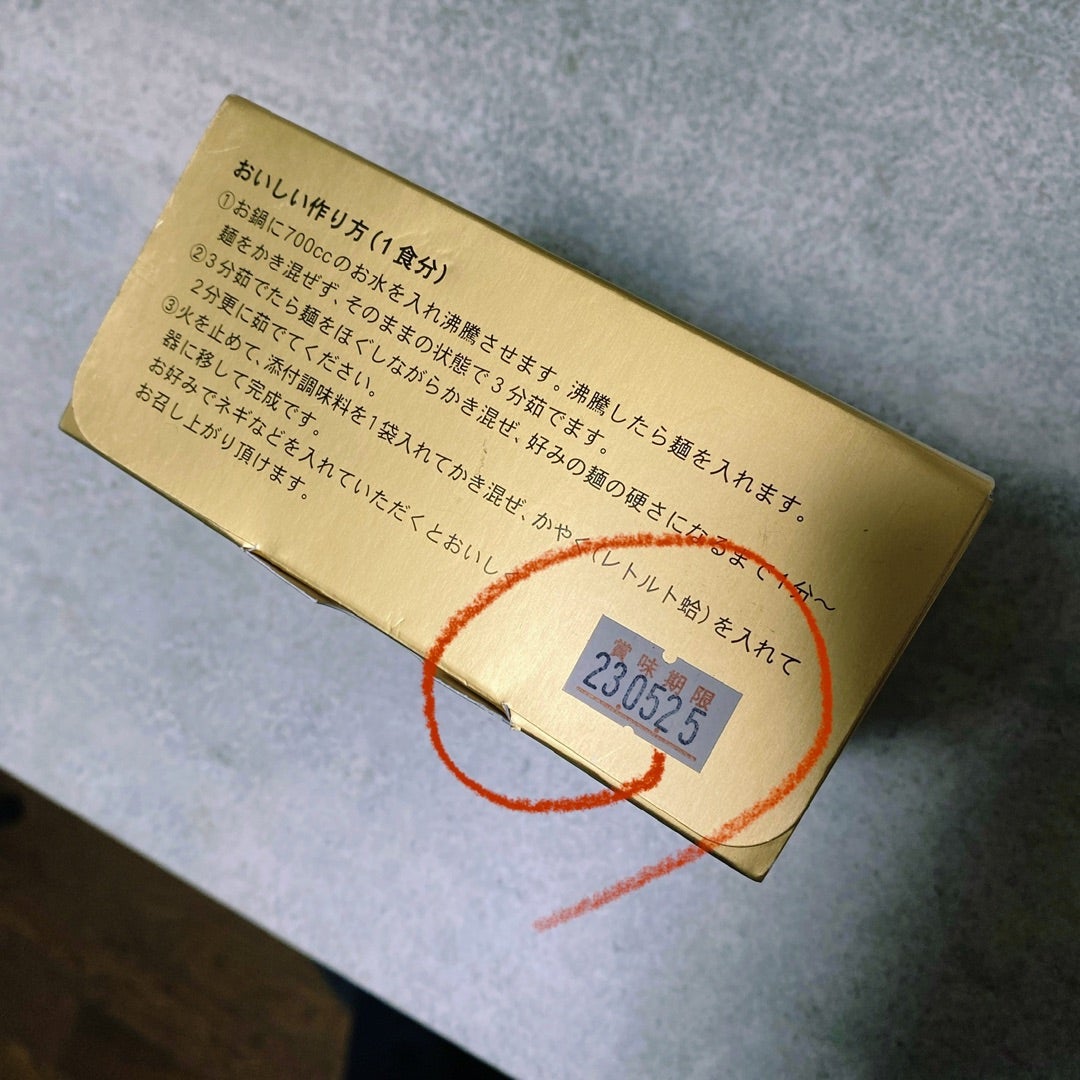 おいしい作り方(1食分)
①お鍋に700ccのお水を入れ沸騰させます。沸騰したら麺を入れます。
麺をかき混ぜず、そのままの状態で3分茹でます。
②3分茹でたら麺をほぐしながらかき混ぜ、好みの麺の硬さになるまで1分〜
2分更に茹でてください。
③火を止めて、添付調味料を1袋入れてかき混ぜ、かやく(レトルト蛤)を入れて
器に移して完成です。
お好みでネギなどを入れていただくとおいしく
お召し上がり頂けます。
賞味期限
230525